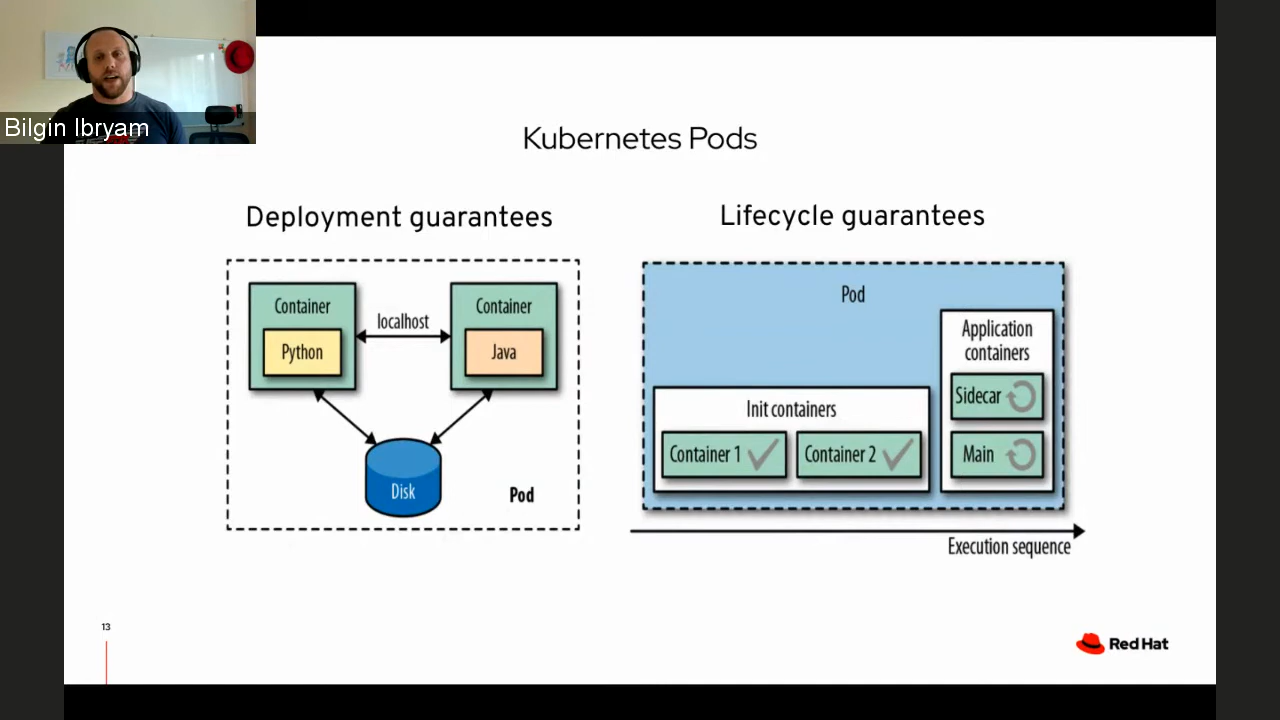 Bilgin Ibryam
Kubernetes Pods
Deployment guarantees
Container
Python
localhost
Container
Java
Disk
Pod
Lifecycle guarantees
Pod
Init containers
Container 1
Container 2
Application
containers
Sidecar
Main
Execution sequence
13
Red Hat